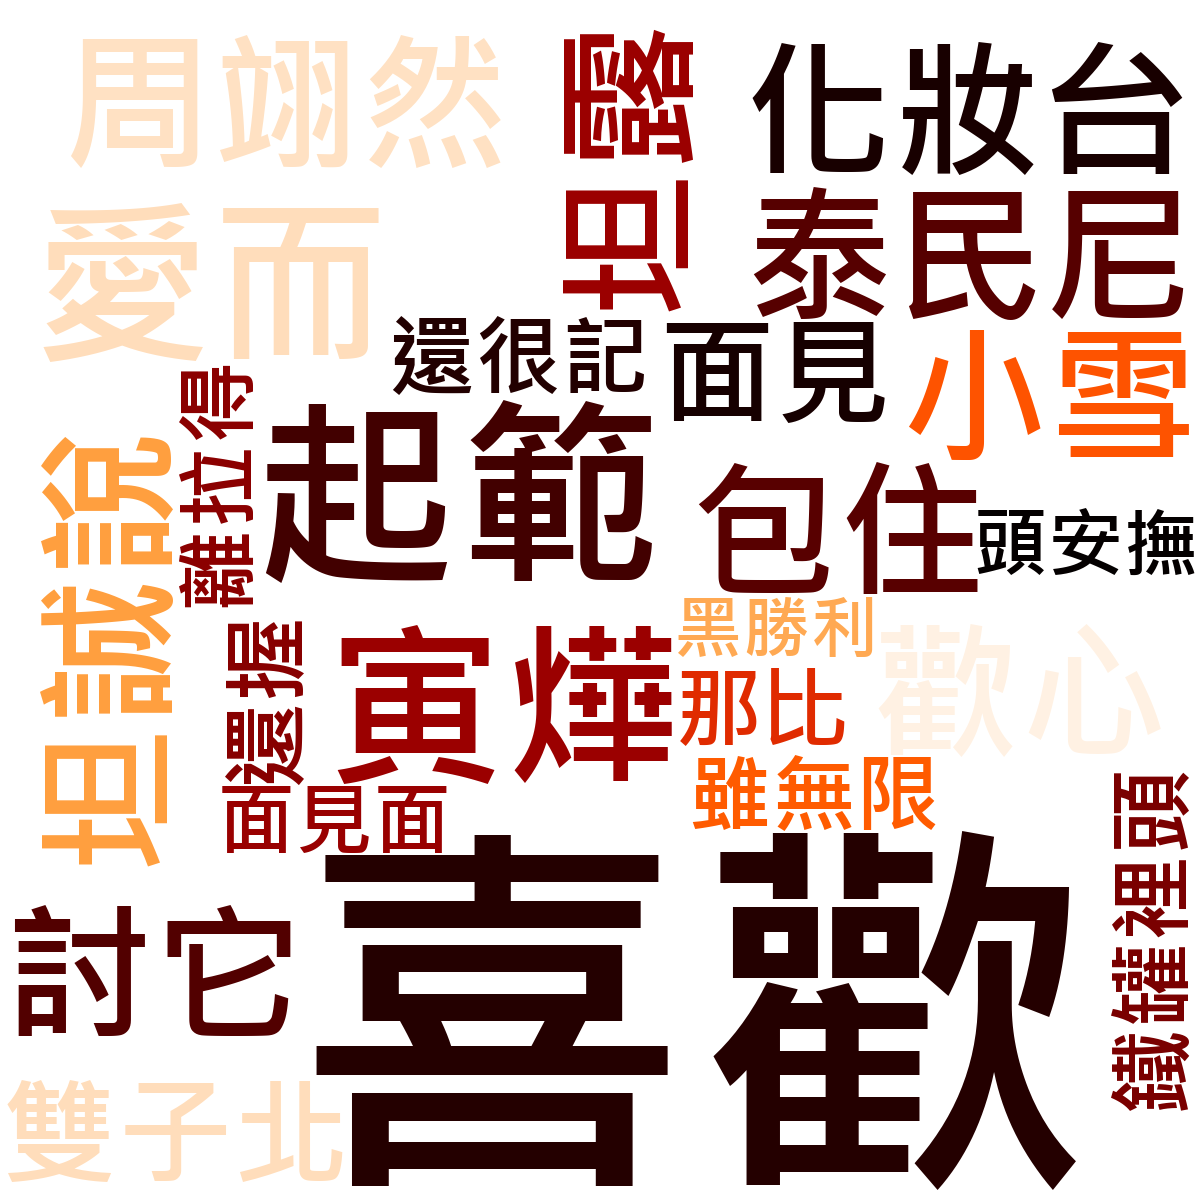 周翊然
坦露
化妝台
愛而
泰民尼
還很記
面見
小雪
離拉得
起範
坦誠說
包住
頭安撫
黑勝利
歡心
還握
寅燁
那比
雖無限
面見面
鐵罐裡頭
喜歡
討它
雙子北